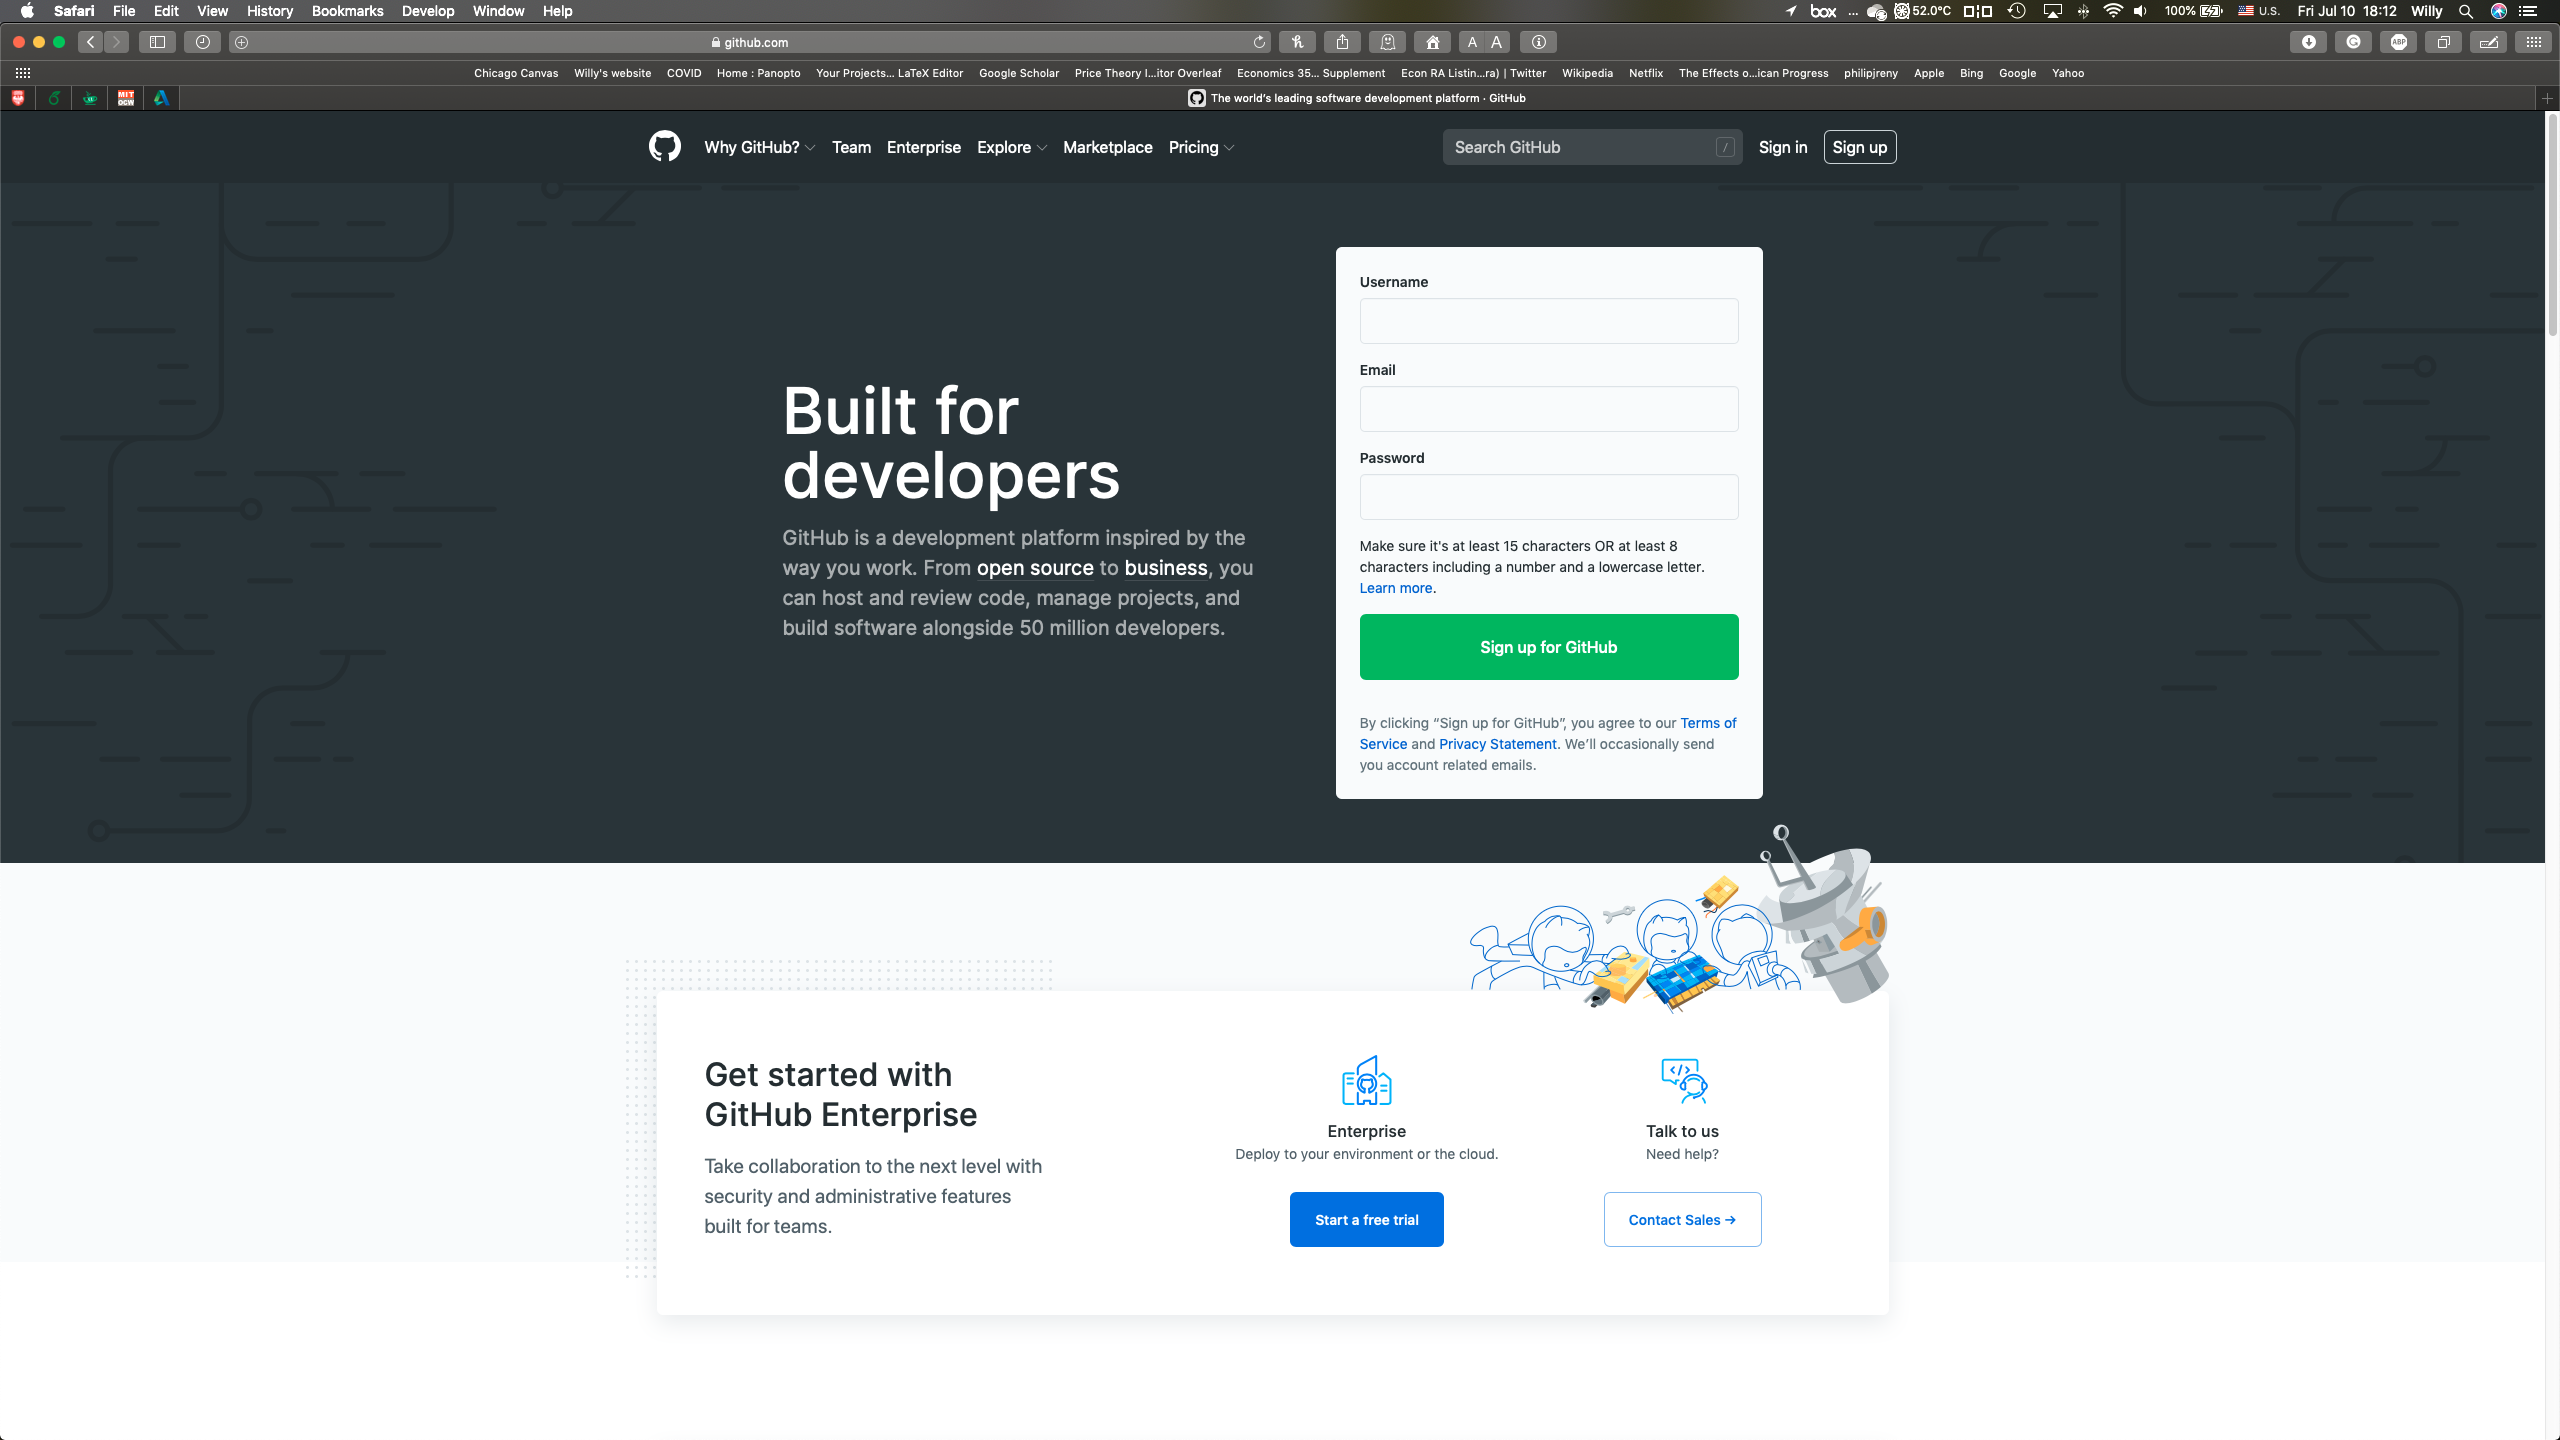 Safari File Edit View History Bookmarks Develop Window Help
box ... 52.0°C 100% U.S. Fri Jul 10 18:12 Willy
github.com
A A
ABP
Chicago Canvas Willy's website COVID Home : Panopto Your Projects... LaTeX Editor Google Scholar Price Theory I...itor Overleaf Economics 35... Supplement Econ RA Listin...ra) | Twitter Wikipedia Netflix The Effects o...ican Progress philipjreny Apple Bing Google Yahoo
MIT
OCW
The world's leading software development platform · GitHub
Why GitHub? Team Enterprise Explore Marketplace Pricing
Search GitHub /
Sign in Sign up
Built for
developers
GitHub is a development platform inspired by the
way you work. From open source to business, you
can host and review code, manage projects, and
build software alongside 50 million developers.
Username
Email
Password
Make sure it's at least 15 characters OR at least 8
characters including a number and a lowercase letter.
Learn more.
Sign up for GitHub
By clicking “Sign up for GitHub”, you agree to our Terms of
Service and Privacy Statement. We’ll occasionally send
you account related emails.
Get started with
GitHub Enterprise
Take collaboration to the next level with
security and administrative features
built for teams.
Enterprise
Deploy to your environment or the cloud.
Start a free trial
</>
Talk to us
Need help?
Contact Sales →